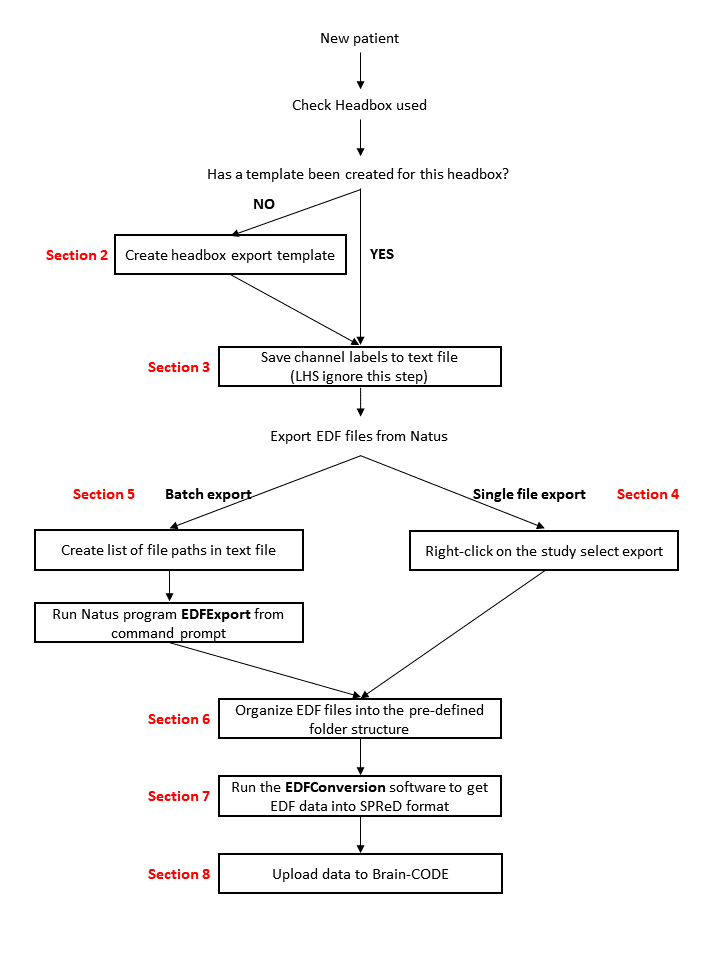 New patient
Check Headbox used
Has a template been created for this headbox?
NO
Section 2
Create headbox export template
YES
Section 3
Save channel labels to text file
(LHS ignore this step)
Export EDF files from Natus
Section 5
Batch export
Single file export
Section 4
Create list of file paths in text file
Right-click on the study select export
Run Natus program EDFExport from
command prompt
Section 6
Organize EDF files into the pre-defined
folder structure
Section 7
Run the EDFConversion software to get
EDF data into SPReD format
Section 8
Upload data to Brain-CODE